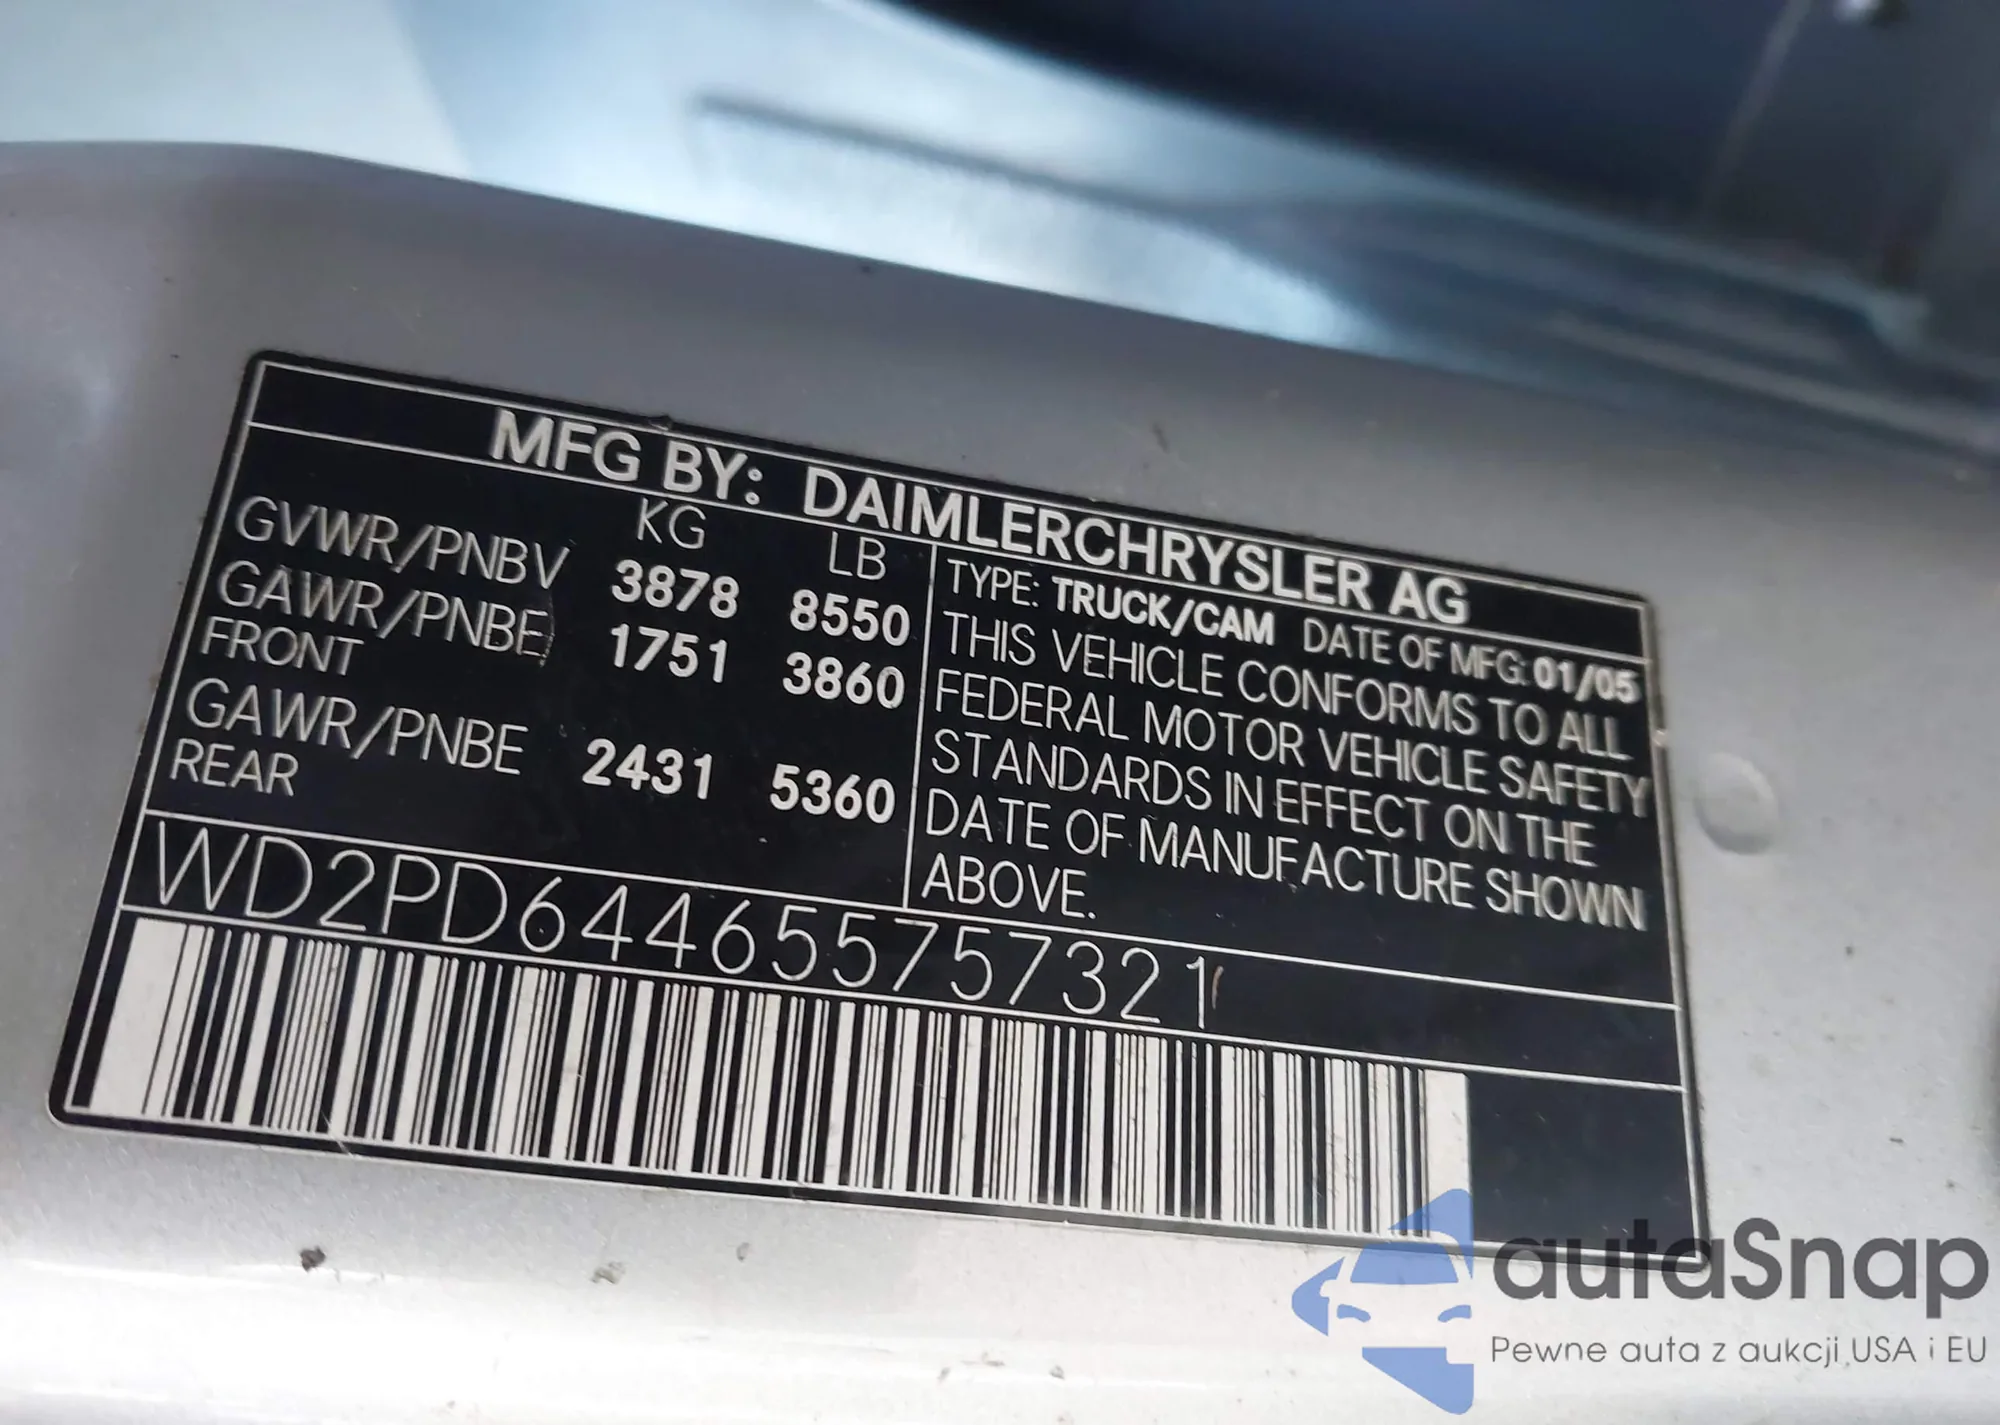 MFG BY: DAIMLERCHRYSLER AG
KG LB
GVWR/PNBV 3878 8550
GAWR/PNBE 1751 3860
FRONT
GAWR/PNBE 2431 5360
REAR
TYPE: TRUCK/CAM DATE OF MFG: 01/05
THIS VEHICLE CONFORMS TO ALL
FEDERAL MOTOR VEHICLE SAFETY
STANDARDS IN EFFECT ON THE
DATE OF MANUFACTURE SHOWN
ABOVE.
WD2PD644655757321
autaSnap
Pewne auta z aukcji USA i EU